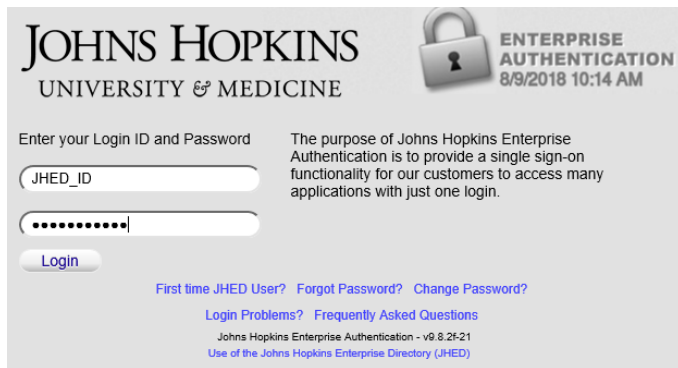 JOHNS HOPKINS
UNIVERSITY & MEDICINE
ENTERPRISE
AUTHENTICATION
8/9/2018 10:14 AM
Enter your Login ID and Password
JHED_ID
●●●●●●●●●●●
Login
The purpose of Johns Hopkins Enterprise
Authentication is to provide a single sign-on
functionality for our customers to access many
applications with just one login.
First time JHED User? Forgot Password? Change Password?
Login Problems? Frequently Asked Questions
Johns Hopkins Enterprise Authentication - v9.8.2f-21
Use of the Johns Hopkins Enterprise Directory (JHED)